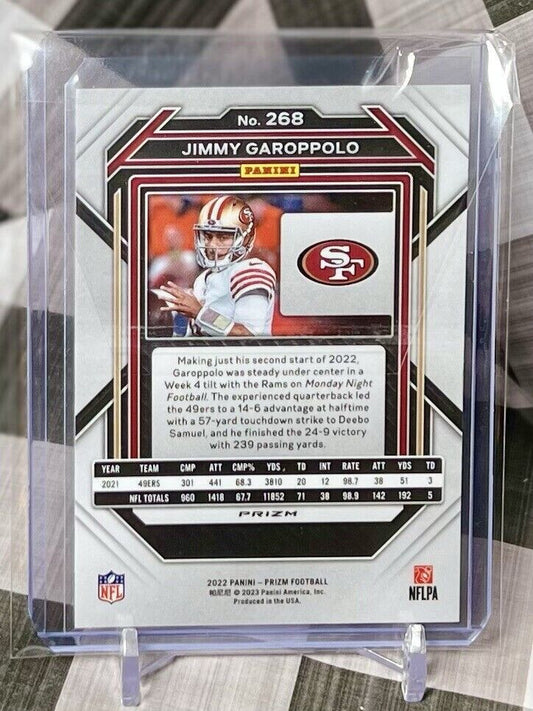 No. 268
JIMMY GAROPPOLO
PANINI
SF
Making just his second start of 2022,
Garoppolo was steady under center in a
Week 4 tilt with the Rams on Monday Night
Football. The experienced quarterback led
the 49ers to a 14-6 advantage at halftime
with a 57-yard touchdown strike to Deebo
Samuel, and he finished the 24-9 victory
with 239 passing yards.
YEAR TEAM CMP ATT CMP% YDS TD INT RATE ATT YDS TD
2021 49ERS 301 441 68.3 3810 20 12 98.7 38 51 3
NFL TOTALS 960 1418 67.7 11852 71 38 98.9 142 192 5
PRIZM
2022 PANINI – PRIZM FOOTBALL
帕尼尼 © 2023 Panini America, Inc.
Produced in the USA.
NFL
NFLPA